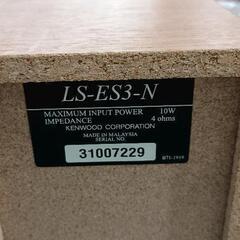 LS-ES3-N
MAXIMUM INPUT POWER 10W
IMPEDANCE 4 ohms
KENWOOD CORPORATION
MADE IN MALAYSIA
SERIAL NO.
31007229